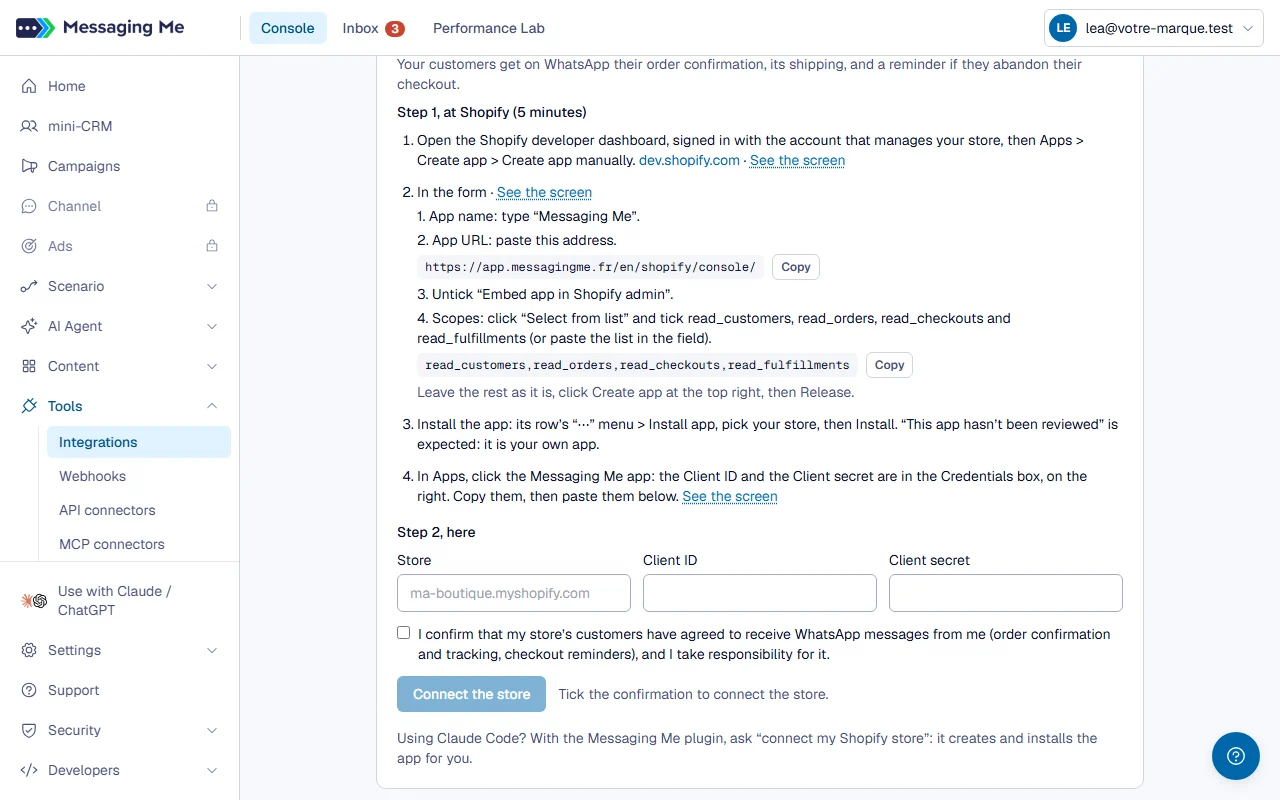 Messaging Me
Console
Inbox 3
Performance Lab
LE
lea@votre-marque.test
Home
mini-CRM
Campaigns
Channel
Ads
Scenario
AI Agent
Content
Tools
Integrations
Webhooks
API connectors
MCP connectors
Use with Claude /
ChatGPT
Settings
Support
Security
Developers
Your customers get on WhatsApp their order confirmation, its shipping, and a reminder if they abandon their
checkout.
Step 1, at Shopify (5 minutes)
1. Open the Shopify developer dashboard, signed in with the account that manages your store, then Apps >
Create app > Create app manually. dev.shopify.com · See the screen
2. In the form · See the screen
1. App name: type “Messaging Me”.
2. App URL: paste this address.
https://app.messagingme.fr/en/shopify/console/ Copy
3. Untick “Embed app in Shopify admin”.
4. Scopes: click “Select from list” and tick read_customers, read_orders, read_checkouts and
read_fulfillments (or paste the list in the field).
read_customers,read_orders,read_checkouts,read_fulfillments Copy
Leave the rest as it is, click Create app at the top right, then Release.
3. Install the app: its row’s “···” menu > Install app, pick your store, then Install. “This app hasn’t been reviewed” is
expected: it is your own app.
4. In Apps, click the Messaging Me app: the Client ID and the Client secret are in the Credentials box, on the
right. Copy them, then paste them below. See the screen
Step 2, here
Store
Client ID
Client secret
ma-boutique.myshopify.com
I confirm that my store’s customers have agreed to receive WhatsApp messages from me (order confirmation
and tracking, checkout reminders), and I take responsibility for it.
Connect the store
Tick the confirmation to connect the store.
Using Claude Code? With the Messaging Me plugin, ask “connect my Shopify store”: it creates and installs the
app for you.